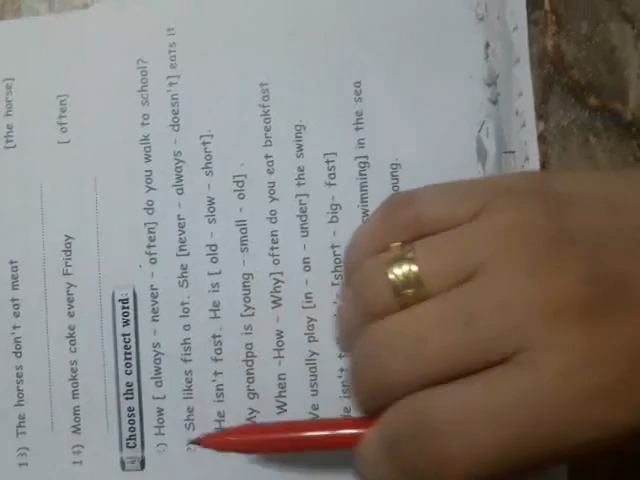 13) The horses don't eat meat [the horse]
14) Mom makes cake every Friday [ often]
Choose the correct word:
1) How [ always - never - often] do you walk to school?
2) She likes fish a lot. She [never - always - doesn't] eats it
He isn't fast. He is [ old - slow - short].
My grandpa is [young - small - old] .
When -How - Why] often do you eat breakfast
We usually play [in - on - under] the swing.
He isn't [short - big- fast]
swimming] in the sea
young.